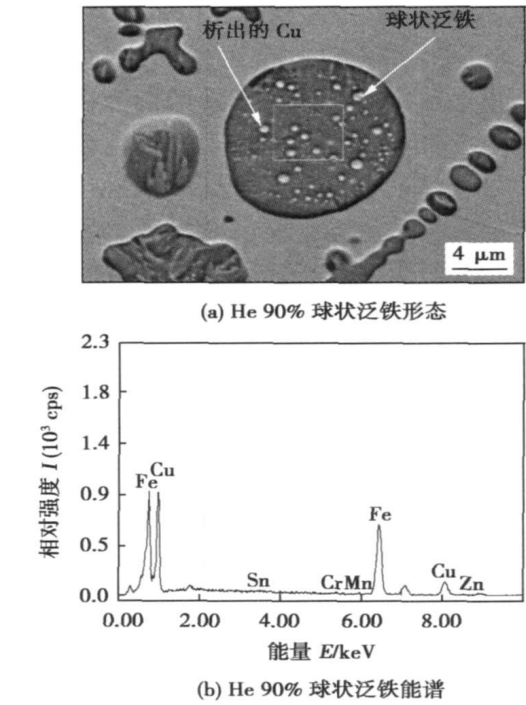 析出的 Cu
球状泛铁
4 μm
(a) He 90% 球状泛铁形态
2.3
1.8
1.4
0.9
0.5
0.0
相对强度 I (10³ cps)
Fe
Cu
Sn
CrMn
Fe
Cu
Zn
0.00
2.00
4.00
6.00
8.00
能量 E/keV
(b) He 90% 球状泛铁能谱